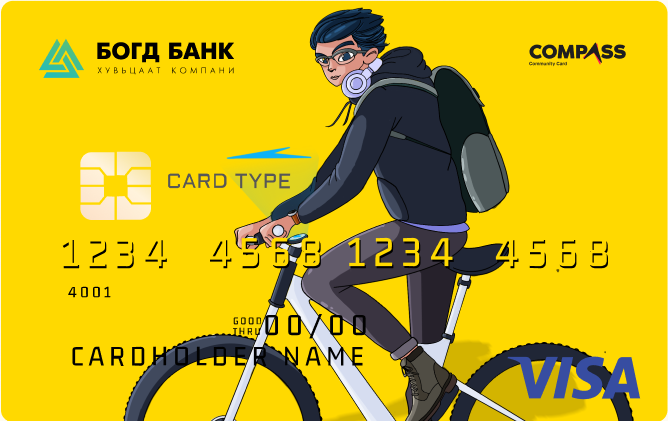 БОГД БАНК
ХУВЬЦААТ КОМПАНИ
COMPASS
Community Card
CARD TYPE
1234 4568 1234 4568
4001
GOOD THRU 00/00
CARDHOLDER NAME
VISA